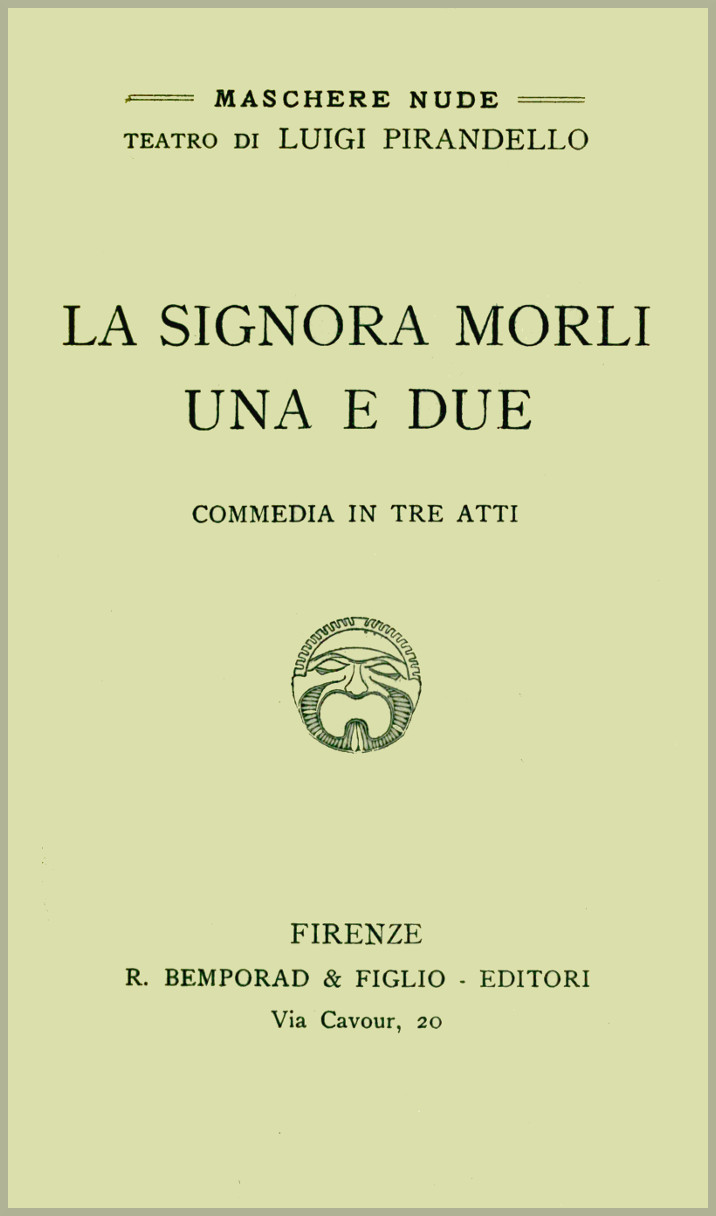 MASCHERE NUDE
TEATRO DI LUIGI PIRANDELLO
LA SIGNORA MORLI
UNA E DUE
COMMEDIA IN TRE ATTI
FIRENZE
R. BEMPORAD & FIGLIO - EDITORI
Via Cavour, 20